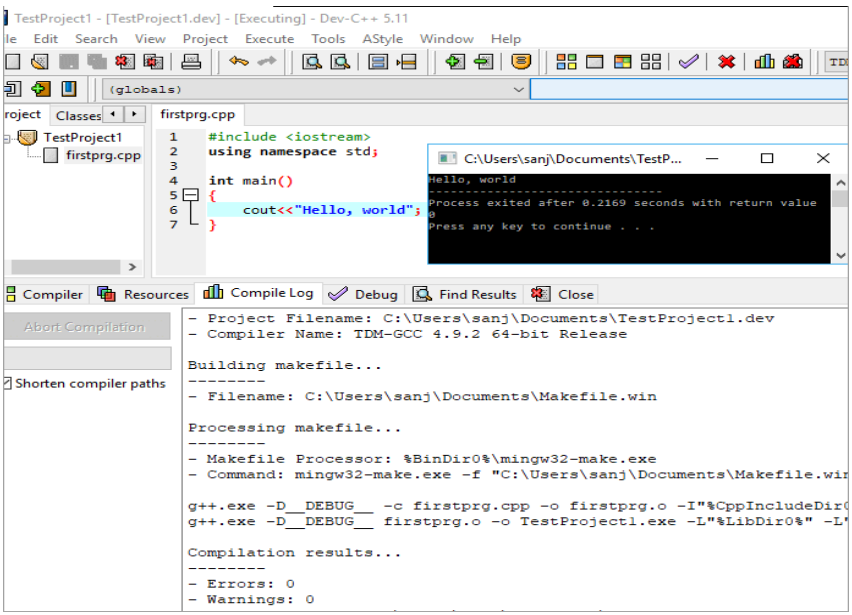 TestProject1 - [TestProject1.dev] - [Executing] - Dev-C++ 5.11
le Edit Search View Project Execute Tools AStyle Window Help
TD
(globals)
roject Classes firstprg.cpp
TestProject1
firstprg.cpp
1 #include <iostream>
2 using namespace std;
3
4 int main()
5 {
6 cout<<"Hello, world";
7 }
C:\Users\sanj\Documents\TestP...
Hello, world
--------------------------------
Process exited after 0.2169 seconds with return value
0
Press any key to continue . . .
Compiler Resources Compile Log Debug Find Results Close
Abort Compilation
Shorten compiler paths
- Project Filename: C:\Users\sanj\Documents\TestProject1.dev
- Compiler Name: TDM-GCC 4.9.2 64-bit Release
Building makefile...
--------
- Filename: C:\Users\sanj\Documents\Makefile.win
Processing makefile...
--------
- Makefile Processor: %BinDir0%\mingw32-make.exe
- Command: mingw32-make.exe -f "C:\Users\sanj\Documents\Makefile.win
g++.exe -D__DEBUG__ -c firstprg.cpp -o firstprg.o -I"%CppIncludeDir0
g++.exe -D__DEBUG__ firstprg.o -o TestProject1.exe -L"%LibDir0%" -L"
Compilation results...
--------
- Errors: 0
- Warnings: 0